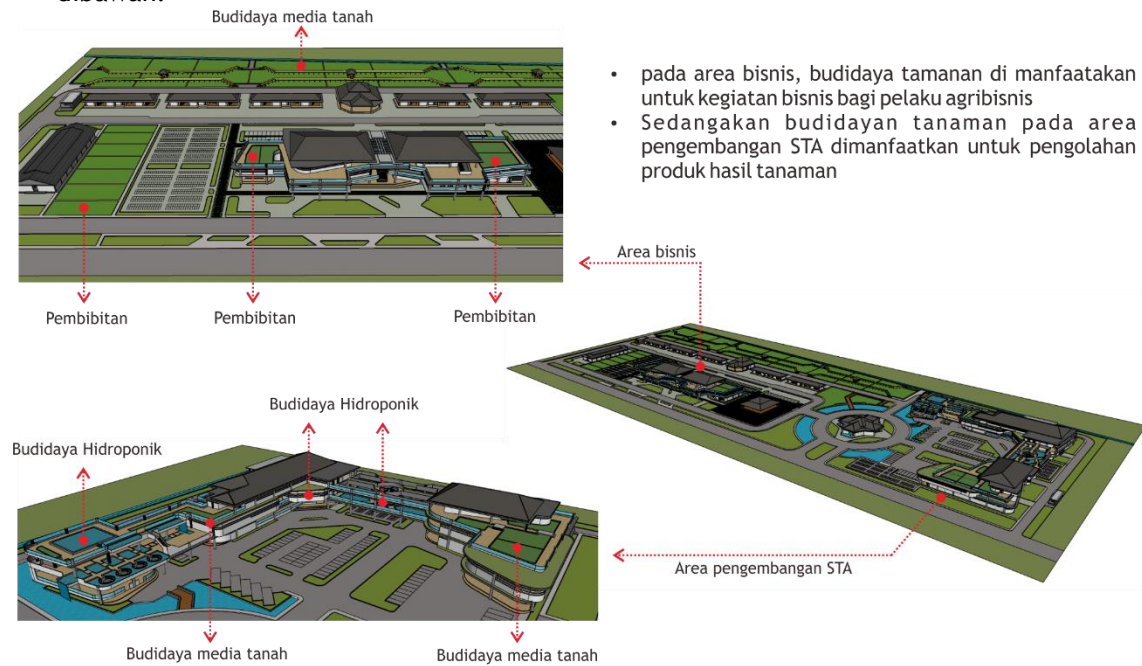 Budidaya media tanah
• pada area bisnis, budidaya tamanan di manfaatakan
untuk kegiatan bisnis bagi pelaku agribisnis
• Sedangakan budidayan tanaman pada area
pengembangan STA dimanfaatkan untuk pengolahan
produk hasil tanaman
Area bisnis
Pembibitan
Pembibitan
Pembibitan
Budidaya Hidroponik
Budidaya Hidroponik
Area pengembangan STA
Budidaya media tanah
Budidaya media tanah